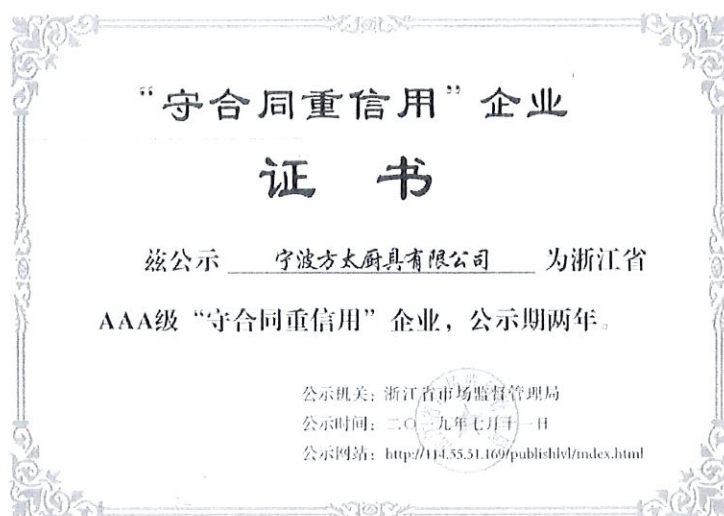 “守合同重信用”企业
证 书
兹公示 宁波方太厨具有限公司 为浙江省
AAA级“守合同重信用”企业，公示期两年。
公示机关：浙江省市场监督管理局
公示时间：二〇一九年七月十一日
公示网站：http://114.55.51.169/publishlvl/index.html